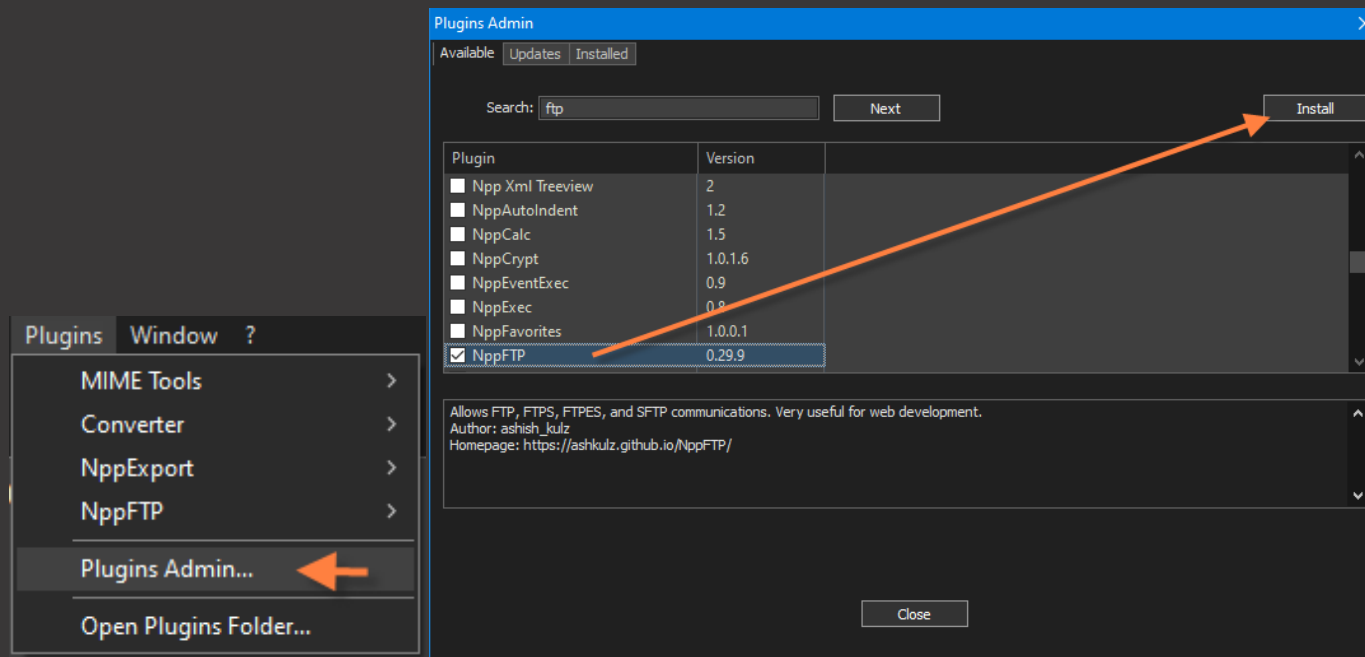 Plugins Window ?
MIME Tools
Converter
NppExport
NppFTP
Plugins Admin...
Open Plugins Folder...
Plugins Admin
Available Updates Installed
Search: ftp Next Install
Plugin Version
Npp Xml Treeview 2
NppAutoIndent 1.2
NppCalc 1.5
NppCrypt 1.0.1.6
NppEventExec 0.9
NppExec 0.8
NppFavorites 1.0.0.1
NppFTP 0.29.9
Allows FTP, FTPS, FTPES, and SFTP communications. Very useful for web development.
Author: ashish_kulz
Homepage: https://ashkulz.github.io/NppFTP/
Close